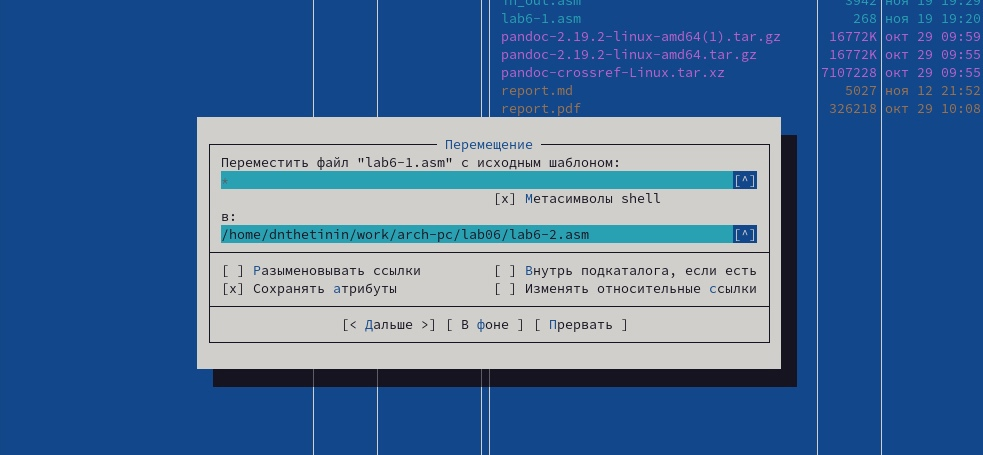 in_out.asm 3942 ноя 19 19:29
lab6-1.asm 268 ноя 19 19:20
pandoc-2.19.2-linux-amd64(1).tar.gz 16772K окт 29 09:59
pandoc-2.19.2-linux-amd64.tar.gz 16772K окт 29 09:55
pandoc-crossref-Linux.tar.xz 7107228 окт 29 09:55
report.md 5027 ноя 12 21:52
report.pdf 326218 окт 29 10:08
Перемещение
Переместить файл "lab6-1.asm" с исходным шаблоном:
* [^]
[x] Метасимволы shell
в:
/home/dnthetinin/work/arch-pc/lab06/lab6-2.asm [^]
[ ] Разыменовывать ссылки [ ] Внутрь подкаталога, если есть
[x] Сохранять атрибуты [ ] Изменять относительные ссылки
[< Дальше >] [ В фоне ] [ Прервать ]